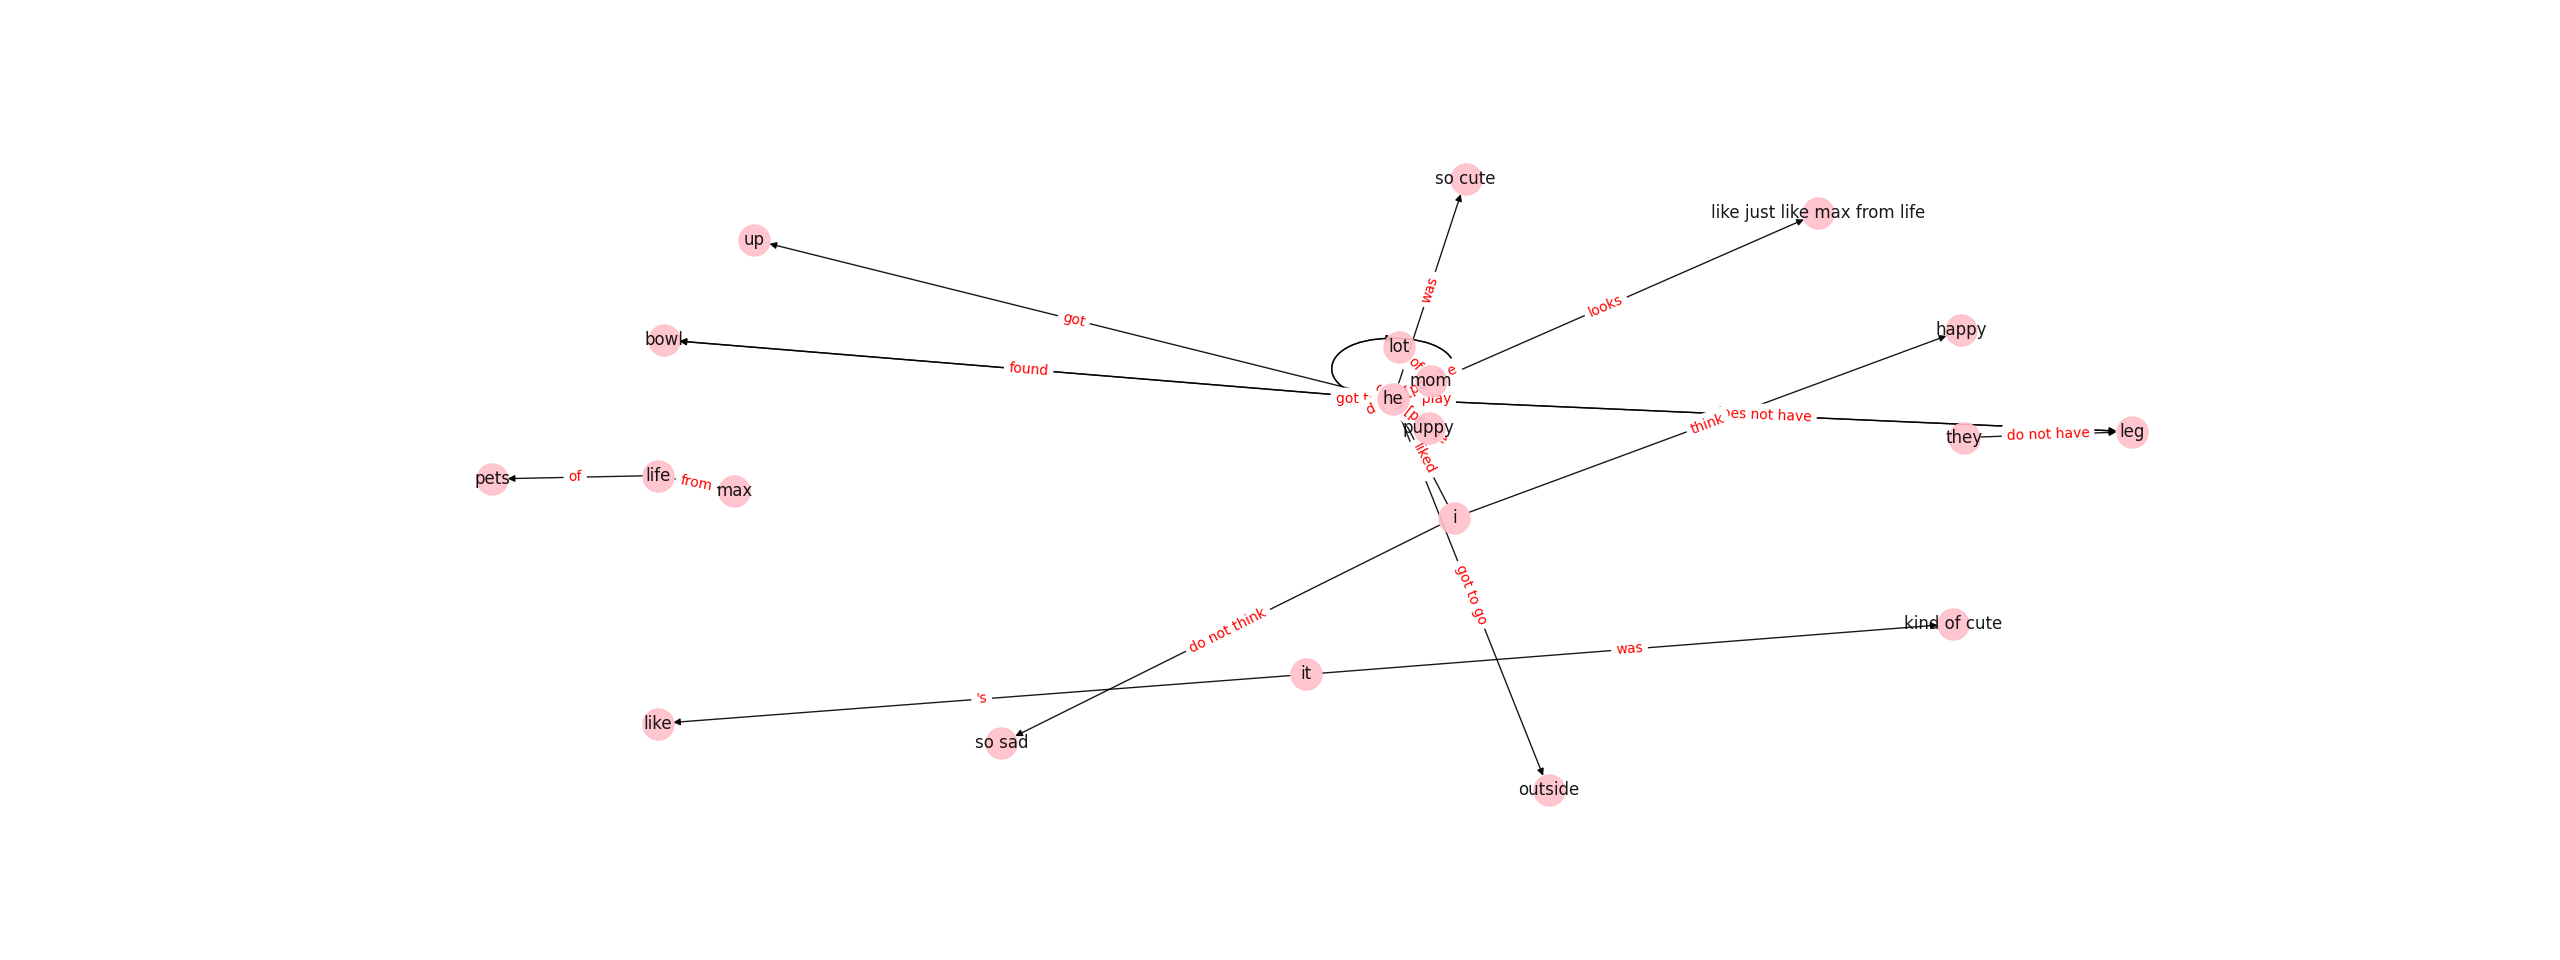 so cute
like just like max from life
up
was
looks
got
happy
bowl
lot
found
of
mom
he
play
think
does not have
puppy
they
do not have
leg
liked
pets
of
life
from
max
i
got to go
do not think
kind of cute
was
it
's
like
so sad
outside